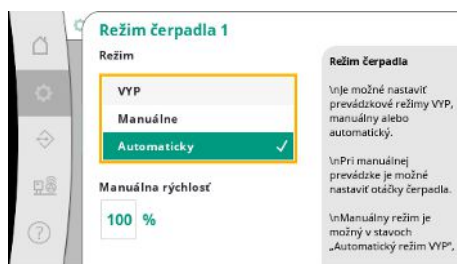 Režim čerpadla 1
Režim
VYP
Manuálne
Automaticky
Manuálna rýchlosť
100 %
Režim čerpadla
\nJe možné nastaviť
prevádzkové režimy VYP,
manuálny alebo
automatický.
\nPri manuálnej
prevádzke je možné
nastaviť otáčky čerpadla.
\nManuálny režim je
možný v stavoch
„Automatický režim VYP",